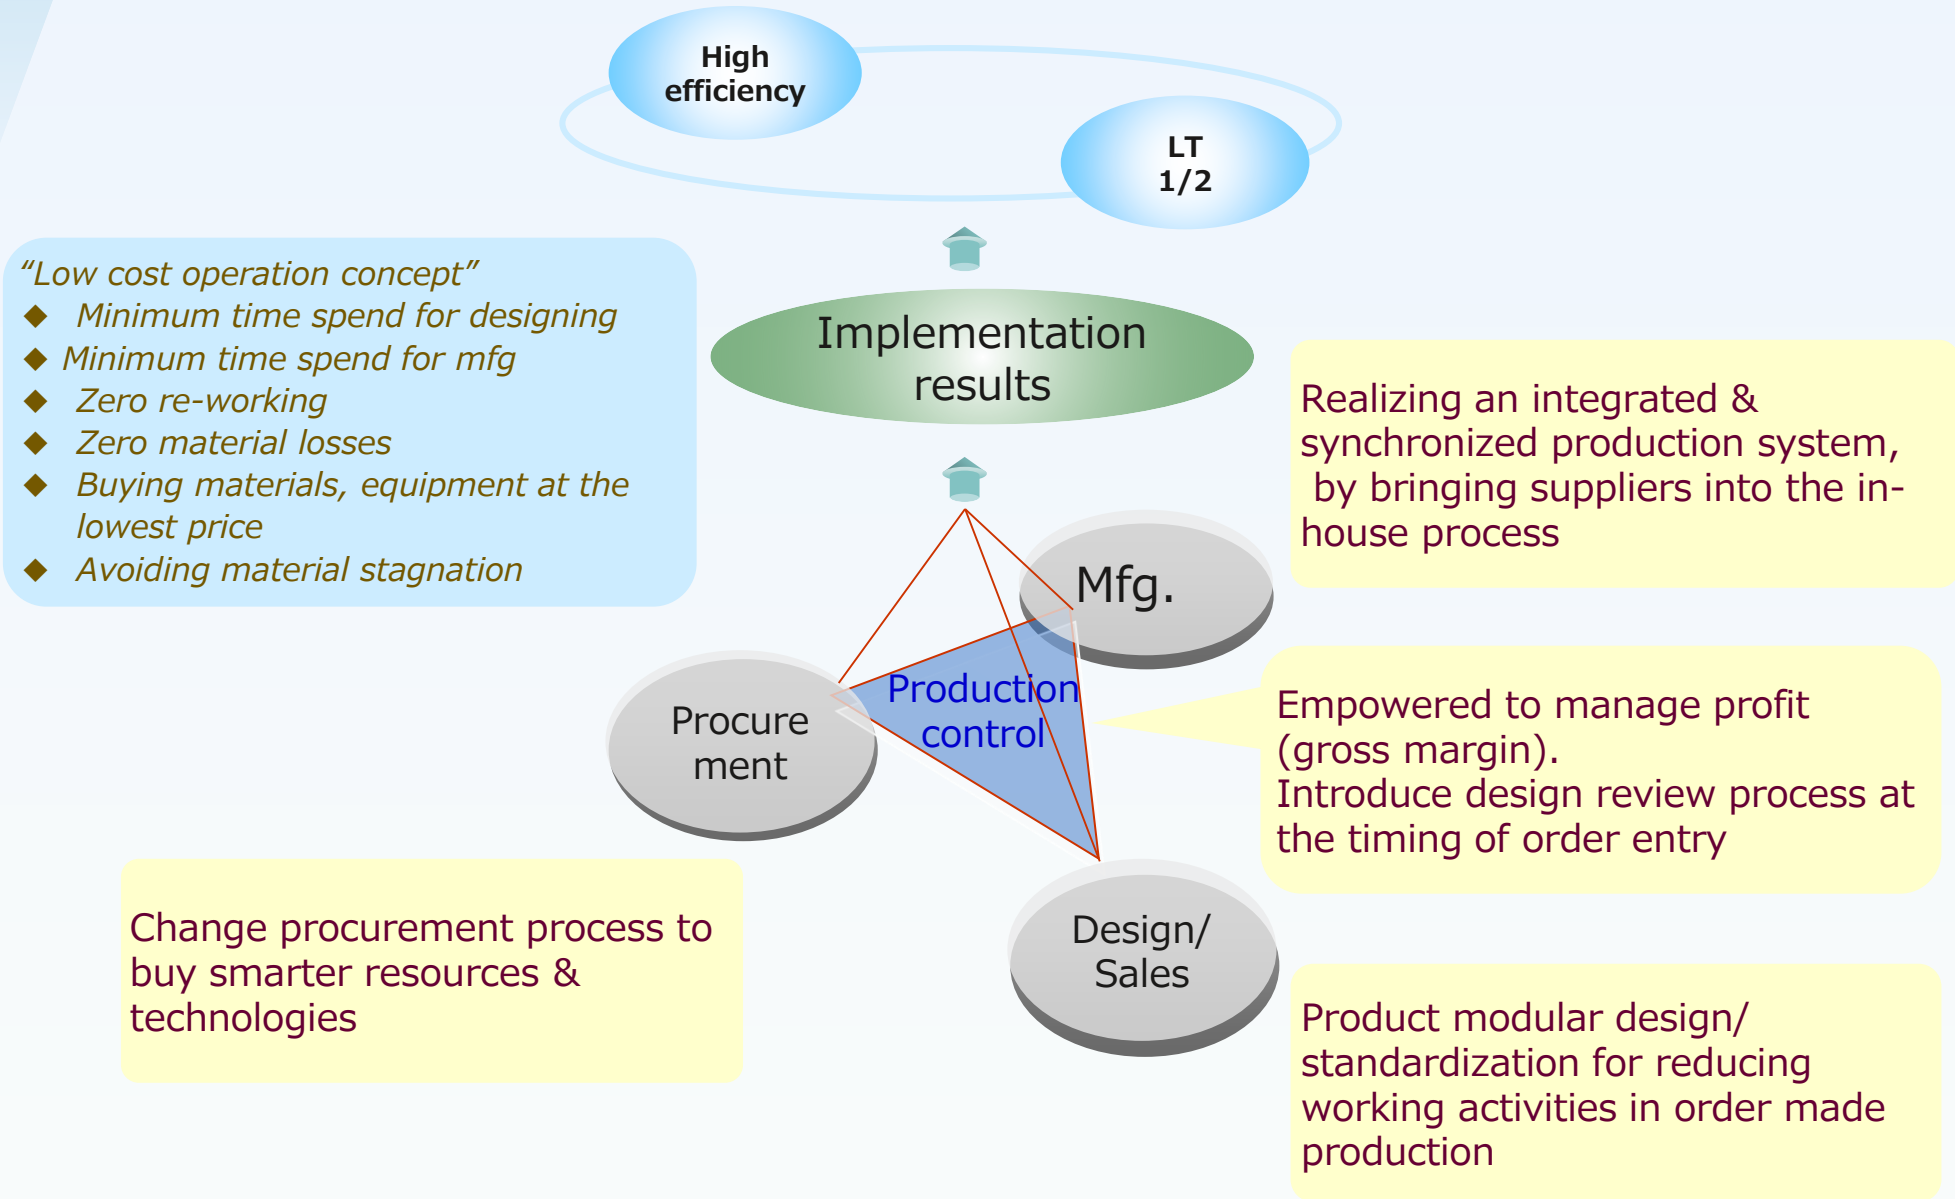 High
efficiency
LT
1/2
“Low cost operation concept”
◆ Minimum time spend for designing
◆ Minimum time spend for mfg
◆ Zero re-working
◆ Zero material losses
◆ Buying materials, equipment at the
lowest price
◆ Avoiding material stagnation
Implementation
results
Realizing an integrated &
synchronized production system,
by bringing suppliers into the in-
house process
Mfg.
Production
control
Procure
ment
Empowered to manage profit
(gross margin).
Introduce design review process at
the timing of order entry
Change procurement process to
buy smarter resources &
technologies
Design/
Sales
Product modular design/
standardization for reducing
working activities in order made
production